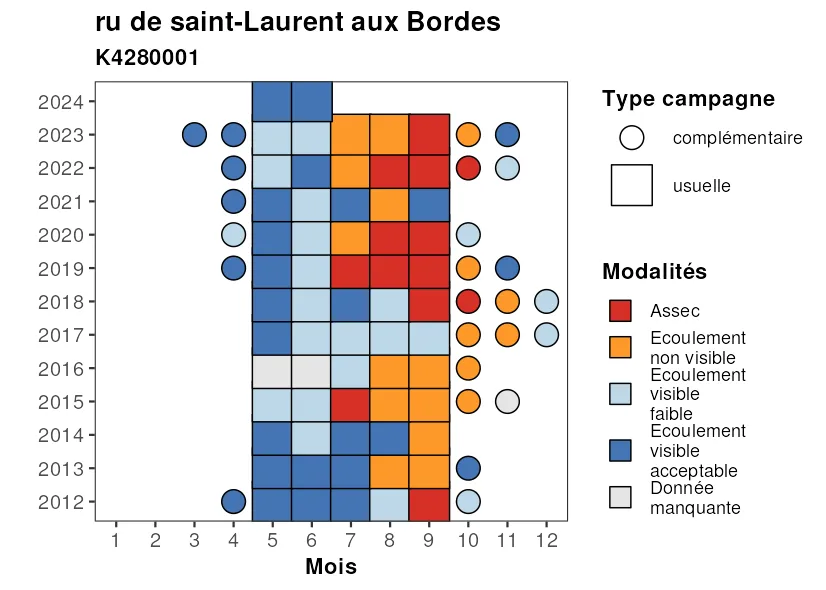 ru de saint-Laurent aux Bordes
K4280001
2024
2023
2022
2021
2020
2019
2018
2017
2016
2015
2014
2013
2012
1 2 3 4 5 6 7 8 9 10 11 12
Mois
Type campagne
complémentaire
usuelle
Modalités
Assec
Ecoulement
non visible
Ecoulement
visible
faible
Ecoulement
visible
acceptable
Donnée
manquante